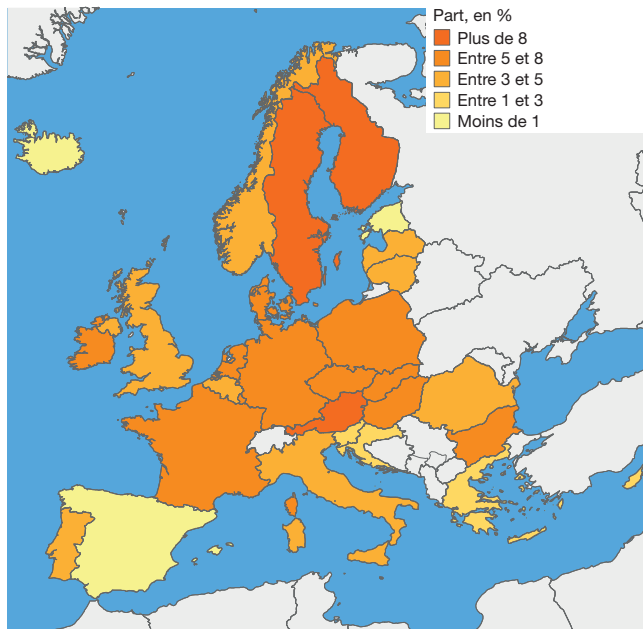 Part, en %
Plus de 8
Entre 5 et 8
Entre 3 et 5
Entre 1 et 3
Moins de 1